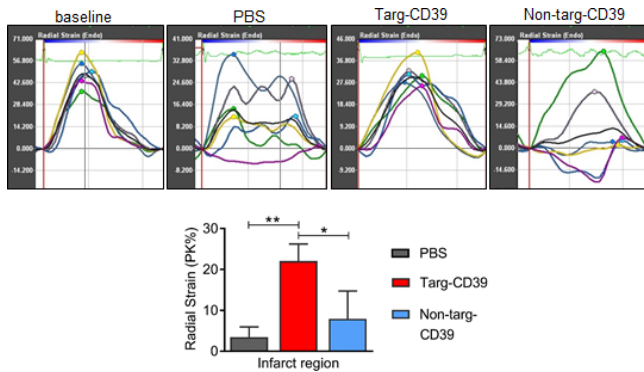 baseline PBS Targ-CD39 Non-targ-CD39
71.000 Radial Strain (Endo)
56.800
42.600
28.400
14.200
0.000
-14.200
41.000 Radial Strain (Endo)
32.800
24.600
16.400
8.200
0.000
-8.200
46.000 Radial Strain (Endo)
36.800
27.600
18.400
9.200
0.000
-9.200
73.000 Radial Strain (Endo)
58.400
43.800
29.200
14.600
0.000
-14.600
Radial Strain (PK%)
30
20
10
0
**
*
Infarct region
PBS
Targ-CD39
Non-targ-
CD39